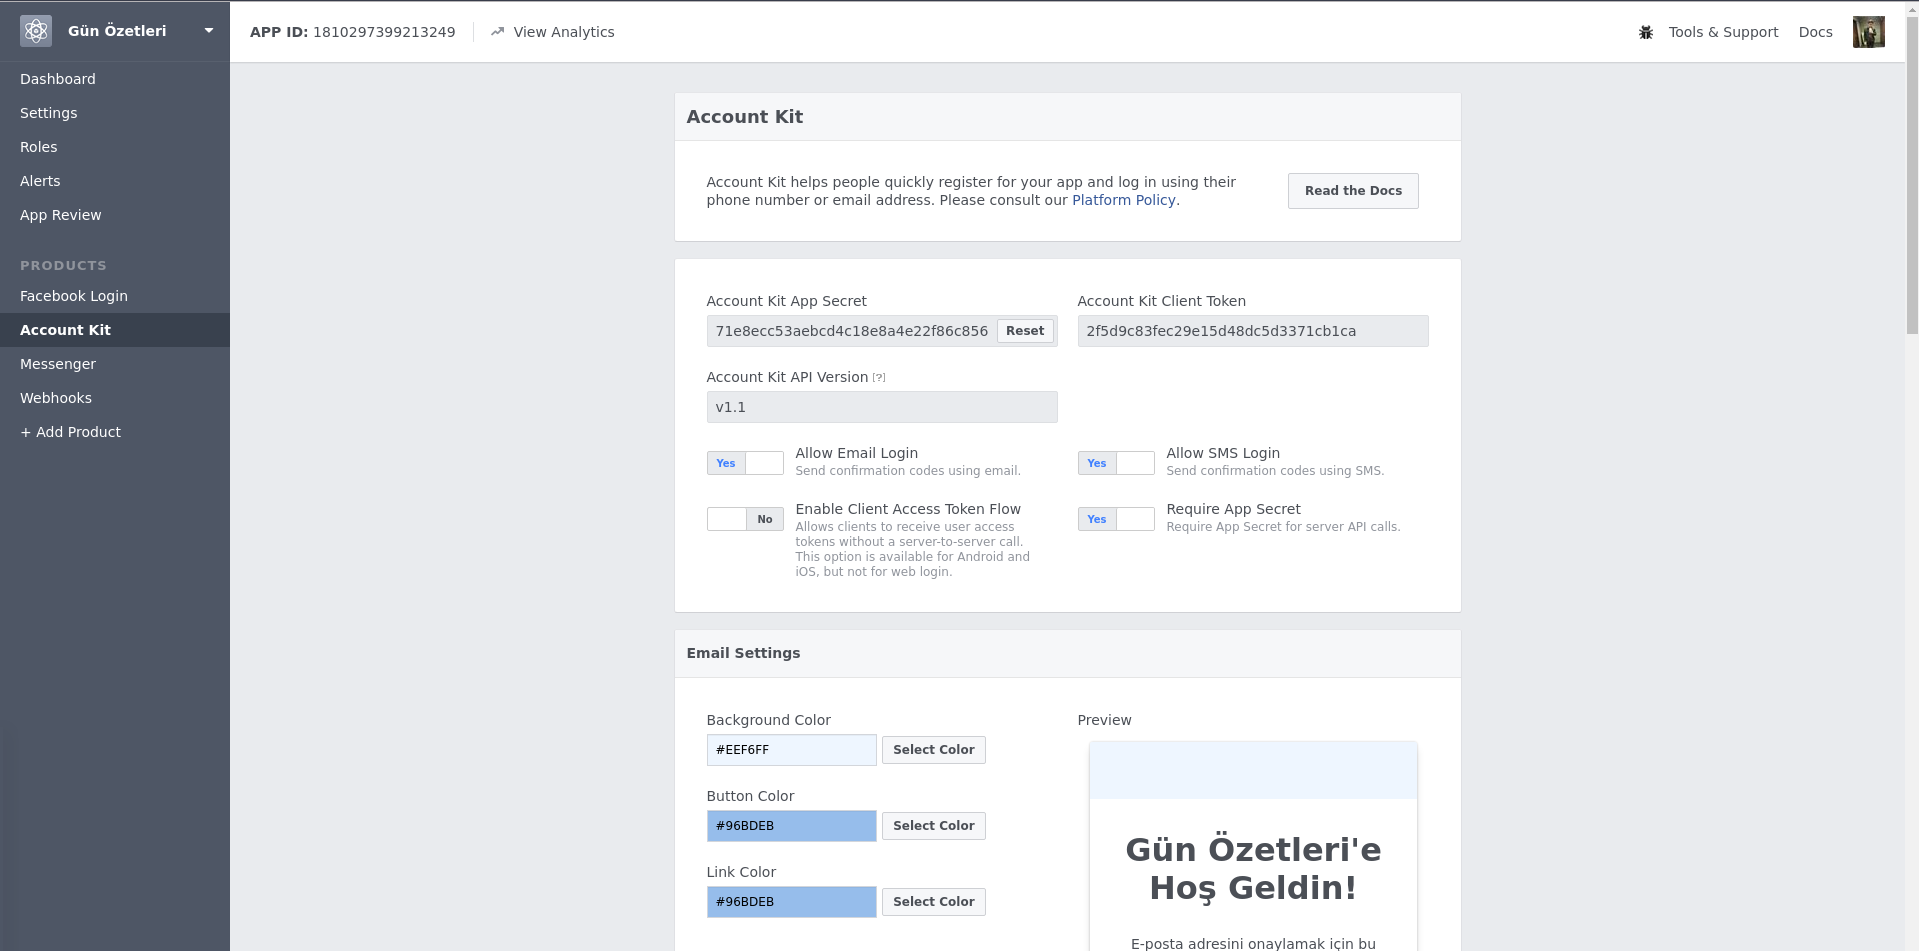 Gün Özetleri
Dashboard
Settings
Roles
Alerts
App Review
PRODUCTS
Facebook Login
Account Kit
Messenger
Webhooks
+ Add Product
APP ID: 1810297399213249
View Analytics
Tools & Support
Docs
Account Kit
Account Kit helps people quickly register for your app and log in using their
phone number or email address. Please consult our Platform Policy.
Read the Docs
Account Kit App Secret
71e8ecc53aebcd4c18e8a4e22f86c856
Reset
Account Kit Client Token
2f5d9c83fec29e15d48dc5d3371cb1ca
Account Kit API Version [?]
v1.1
Yes
Allow Email Login
Send confirmation codes using email.
Yes
Allow SMS Login
Send confirmation codes using SMS.
No
Enable Client Access Token Flow
Allows clients to receive user access
tokens without a server-to-server call.
This option is available for Android and
iOS, but not for web login.
Yes
Require App Secret
Require App Secret for server API calls.
Email Settings
Background Color
#EEF6FF
Select Color
Button Color
#96BDEB
Select Color
Link Color
#96BDEB
Select Color
Preview
Gün Özetleri'e
Hoş Geldin!
E-posta adresini onaylamak için bu